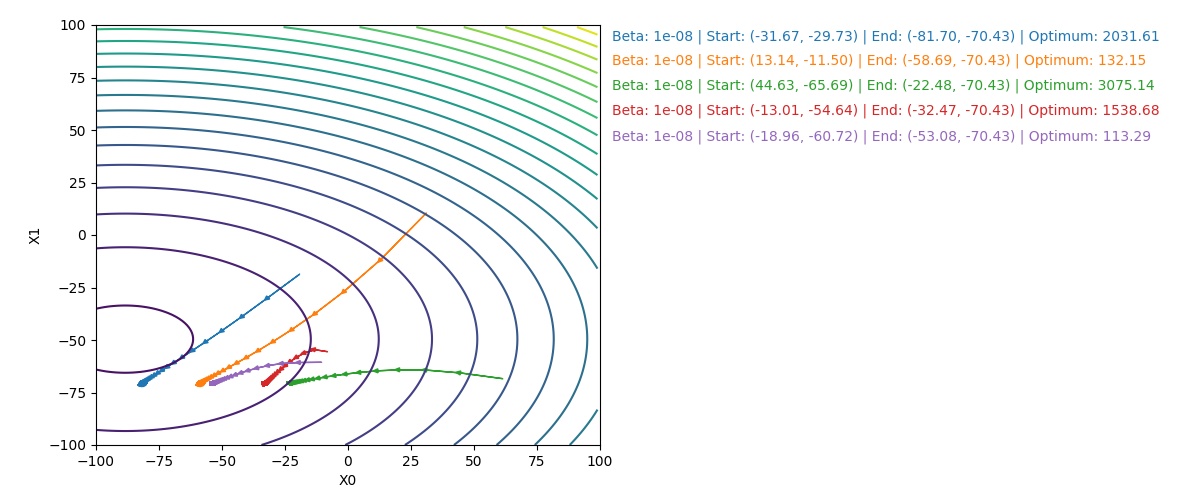 Beta: 1e-08 | Start: (-31.67, -29.73) | End: (-81.70, -70.43) | Optimum: 2031.61
Beta: 1e-08 | Start: (13.14, -11.50) | End: (-58.69, -70.43) | Optimum: 132.15
Beta: 1e-08 | Start: (44.63, -65.69) | End: (-22.48, -70.43) | Optimum: 3075.14
Beta: 1e-08 | Start: (-13.01, -54.64) | End: (-32.47, -70.43) | Optimum: 1538.68
Beta: 1e-08 | Start: (-18.96, -60.72) | End: (-53.08, -70.43) | Optimum: 113.29
100
75
50
25
0
−25
−50
−75
−100
X1
−100 −75 −50 −25 0 25 50 75 100
X0